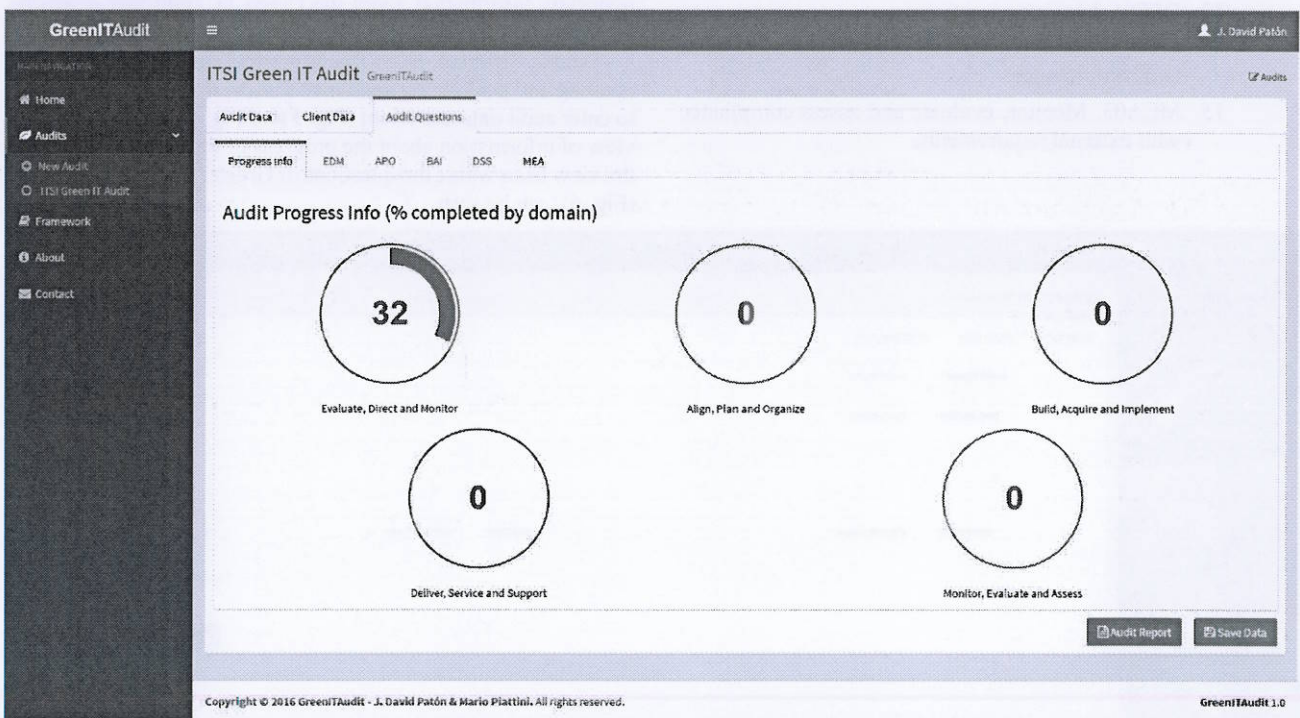 GreenITAudit
J. David Patón
MAIN NAVIGATION
Home
Audits
New Audit
ITSI Green IT Audit
Framework
About
Contact
ITSI Green IT Audit GreenITAudit
Audits
Audit Data Client Data Audit Questions
Progress Info EDM APO BAI DSS MEA
Audit Progress Info (% completed by domain)
32
0
0
Evaluate, Direct and Monitor
Align, Plan and Organize
Build, Acquire and Implement
0
0
Deliver, Service and Support
Monitor, Evaluate and Assess
Audit Report
Save Data
Copyright © 2016 GreenITAudit - J. David Patón & Mario Piattini. All rights reserved.
GreenITAudit 1.0